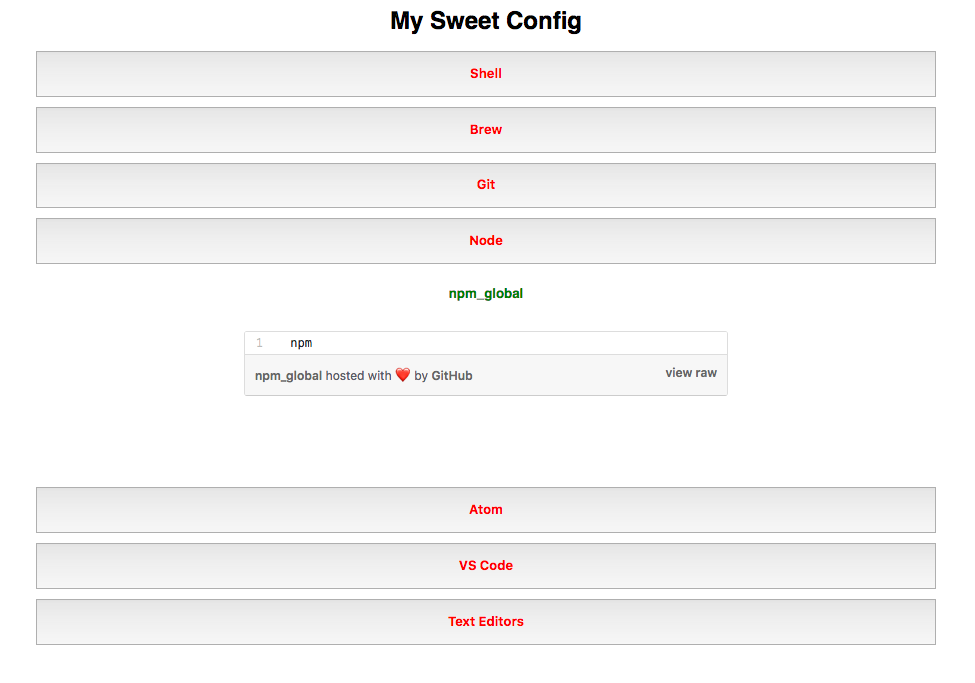 My Sweet Config
Shell
Brew
Git
Node
npm_global
1 npm
npm_global hosted with ❤️ by GitHub view raw
Atom
VS Code
Text Editors